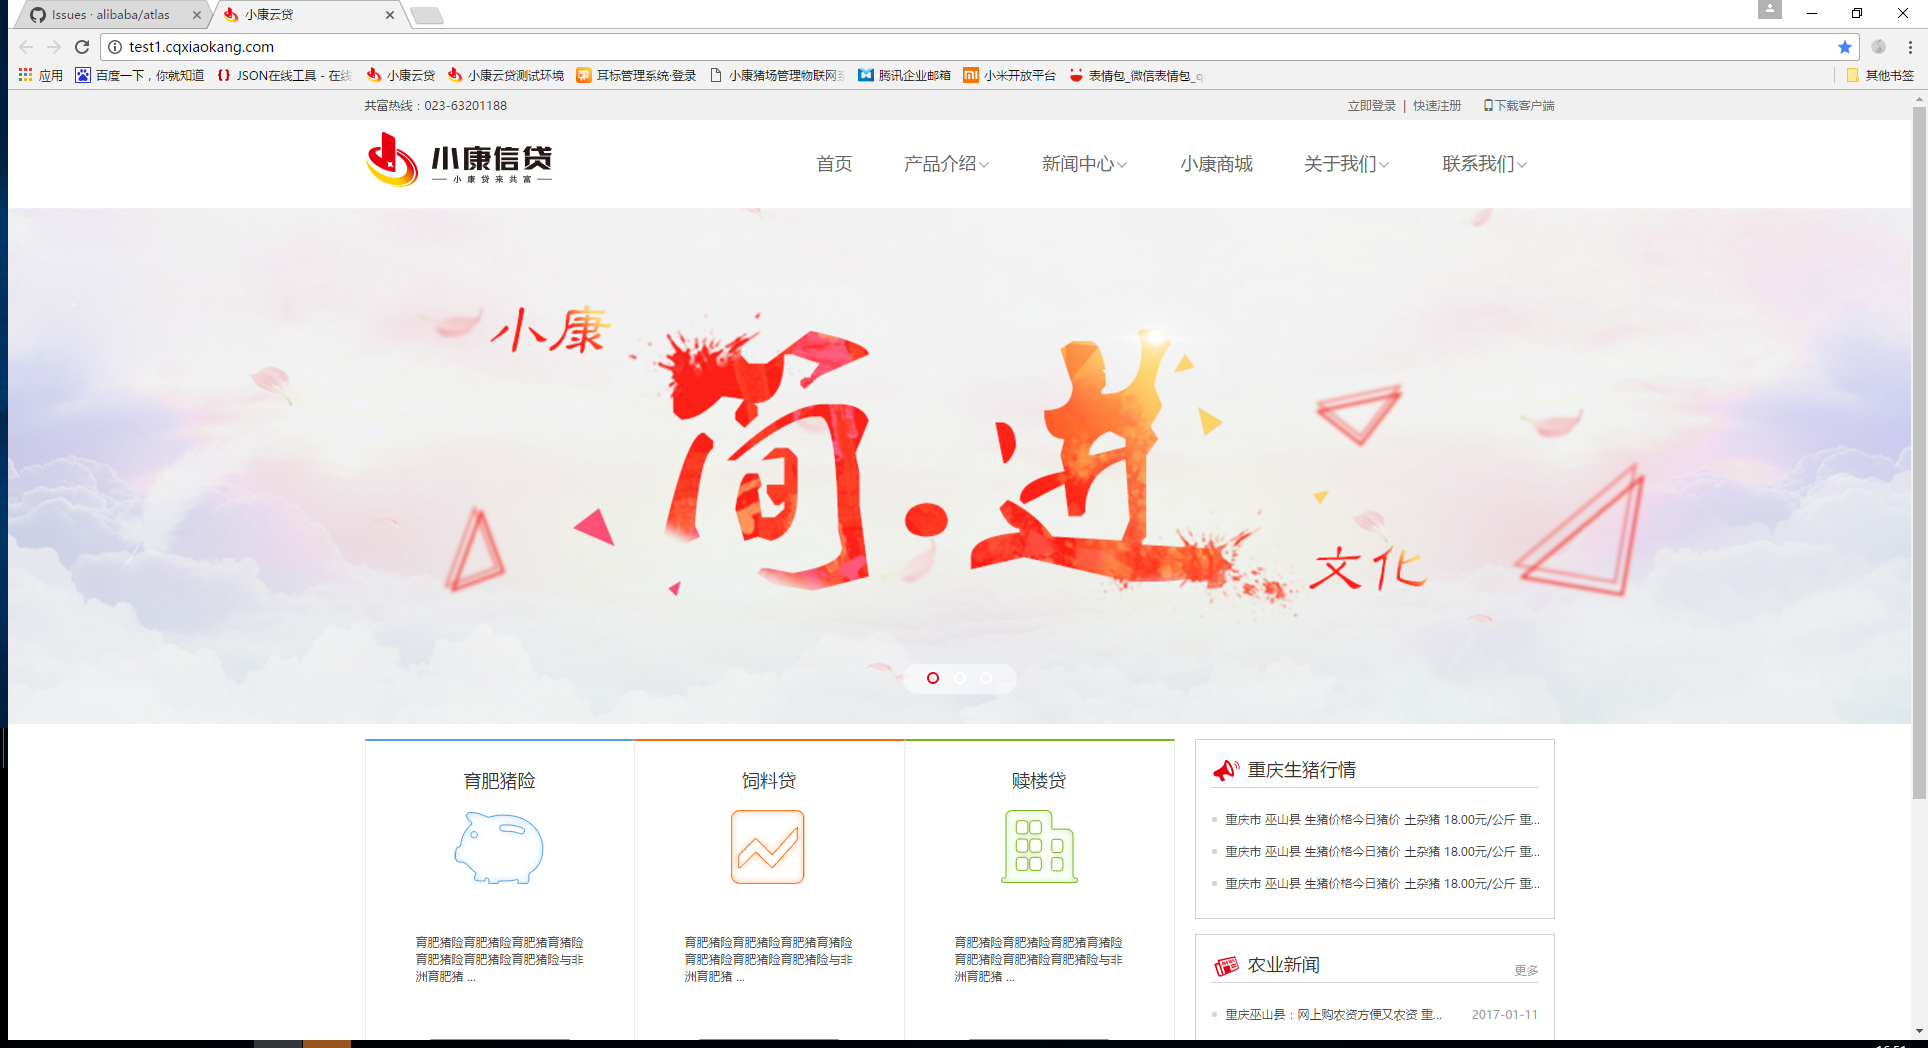 Issues · alibaba/atlas
小康云贷
test1.cqxiaokang.com
应用
百度一下，你就知道
JSON在线工具 - 在线
小康云贷
小康云贷测试环境
耳标管理系统·登录
小康猪场管理物联网
腾讯企业邮箱
小米开放平台
表情包_微信表情包_q
其他书签
共富热线：023-63201188
立即登录 | 快速注册
下载客户端
小康信贷
小康贷来共富
首页
产品介绍
新闻中心
小康商城
关于我们
联系我们
小康
简·进
文化
育肥猪险
饲料贷
赎楼贷
育肥猪险育肥猪险育肥猪育猪险
育肥猪险育肥猪险育肥猪险与非
洲育肥猪 ...
育肥猪险育肥猪险育肥猪育猪险
育肥猪险育肥猪险育肥猪险与非
洲育肥猪 ...
育肥猪险育肥猪险育肥猪育猪险
育肥猪险育肥猪险育肥猪险与非
洲育肥猪 ...
重庆生猪行情
重庆市 巫山县 生猪价格今日猪价 土杂猪 18.00元/公斤 重...
重庆市 巫山县 生猪价格今日猪价 土杂猪 18.00元/公斤 重...
重庆市 巫山县 生猪价格今日猪价 土杂猪 18.00元/公斤 重...
农业新闻
更多
重庆巫山县：网上购农资方便又农资 重...
2017-01-11